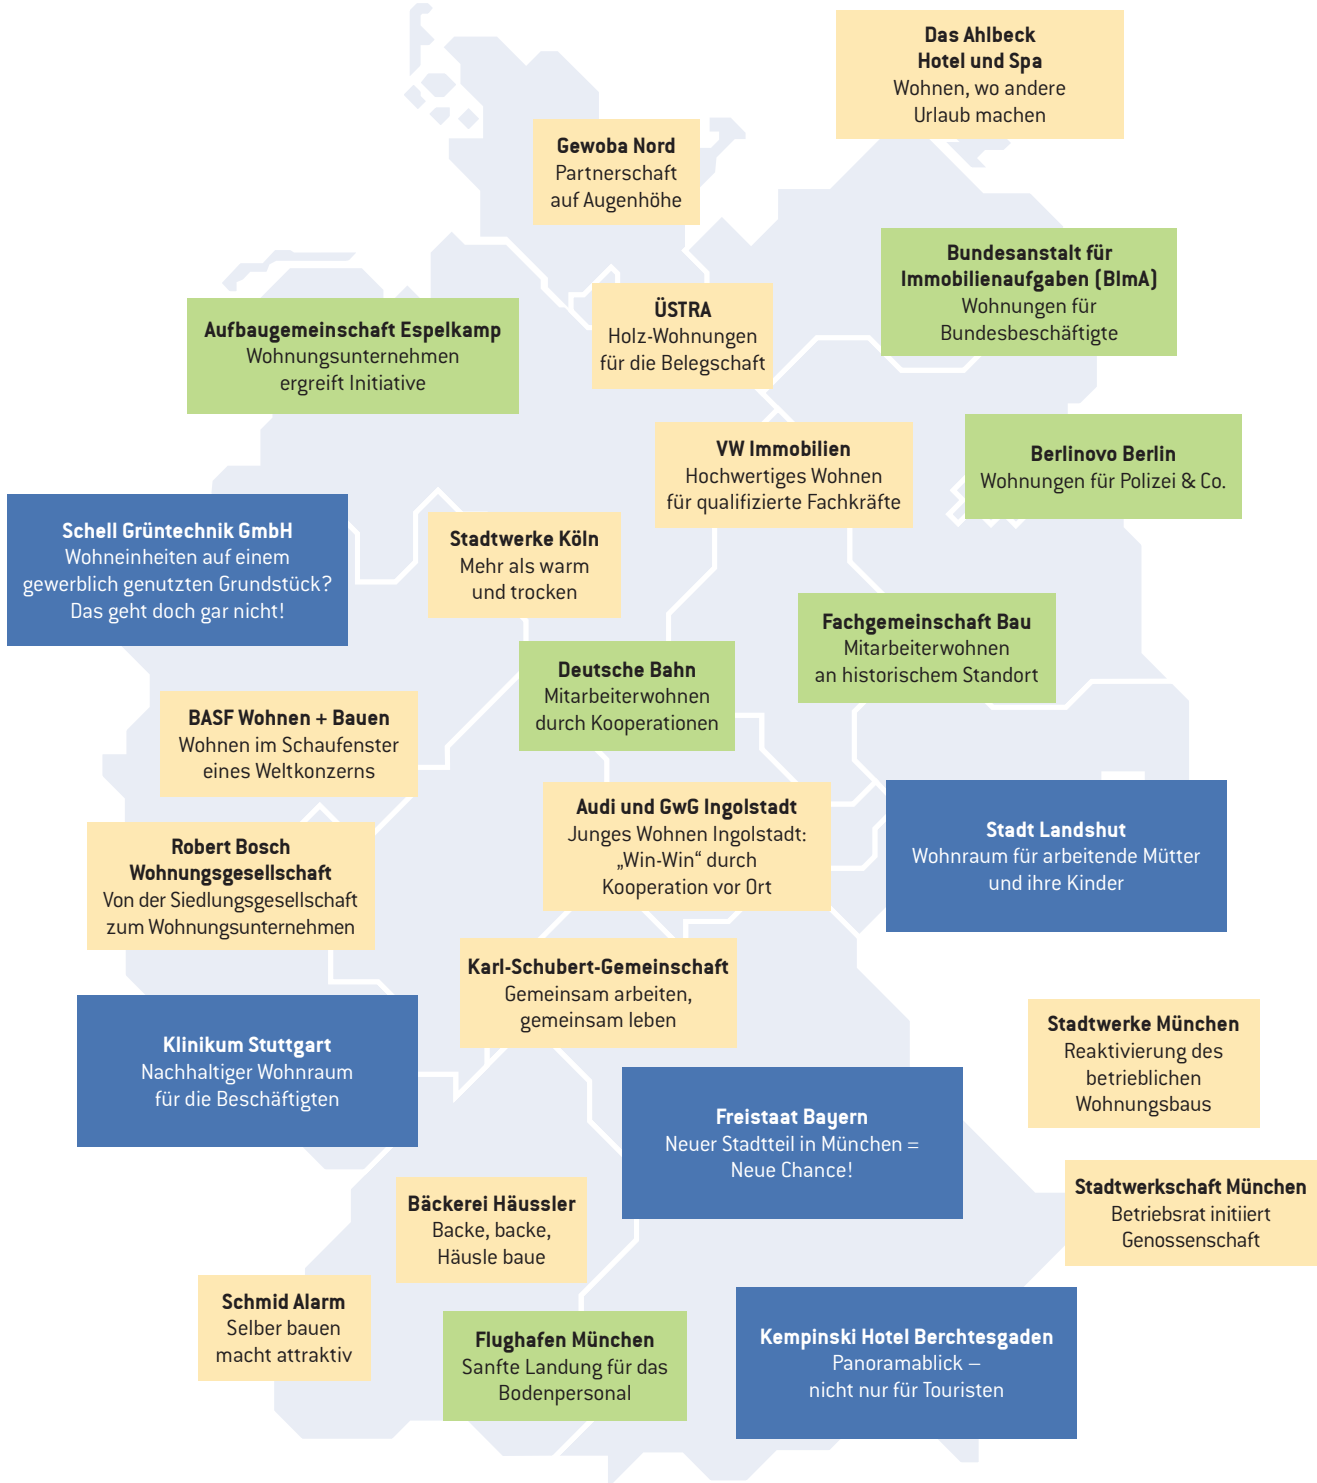 Das Ahlbeck
Hotel und Spa
Wohnen, wo andere
Urlaub machen
Gewoba Nord
Partnerschaft
auf Augenhöhe
Bundesanstalt für
Immobilienaufgaben (BImA)
Wohnungen für
Bundesbeschäftigte
ÜSTRA
Holz-Wohnungen
für die Belegschaft
Aufbaugemeinschaft Espelkamp
Wohnungsunternehmen
ergreift Initiative
VW Immobilien
Hochwertiges Wohnen
für qualifizierte Fachkräfte
Berlinovo Berlin
Wohnungen für Polizei & Co.
Schell Grüntechnik GmbH
Wohneinheiten auf einem
gewerblich genutzten Grundstück?
Das geht doch gar nicht!
Stadtwerke Köln
Mehr als warm
und trocken
Fachgemeinschaft Bau
Mitarbeiterwohnen
an historischem Standort
Deutsche Bahn
Mitarbeiterwohnen
durch Kooperationen
BASF Wohnen + Bauen
Wohnen im Schaufenster
eines Weltkonzerns
Audi und GwG Ingolstadt
Junges Wohnen Ingolstadt:
„Win-Win“ durch
Kooperation vor Ort
Stadt Landshut
Wohnraum für arbeitende Mütter
und ihre Kinder
Robert Bosch
Wohnungsgesellschaft
Von der Siedlungsgesellschaft
zum Wohnungsunternehmen
Karl-Schubert-Gemeinschaft
Gemeinsam arbeiten,
gemeinsam leben
Klinikum Stuttgart
Nachhaltiger Wohnraum
für die Beschäftigten
Stadtwerke München
Reaktivierung des
betrieblichen
Wohnungsbaus
Freistaat Bayern
Neuer Stadtteil in München =
Neue Chance!
Stadtwerkschaft München
Betriebsrat initiiert
Genossenschaft
Bäckerei Häussler
Backe, backe,
Häusle baue
Schmid Alarm
Selber bauen
macht attraktiv
Flughafen München
Sanfte Landung für das
Bodenpersonal
Kempinski Hotel Berchtesgaden
Panoramablick –
nicht nur für Touristen